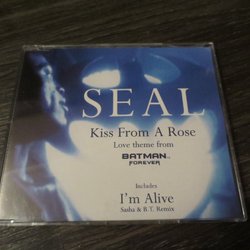 SEAL
Kiss From A Rose
Love theme from
BATMAN
FOREVER
Includes
I'm Alive
Sasha & B.T. Remix